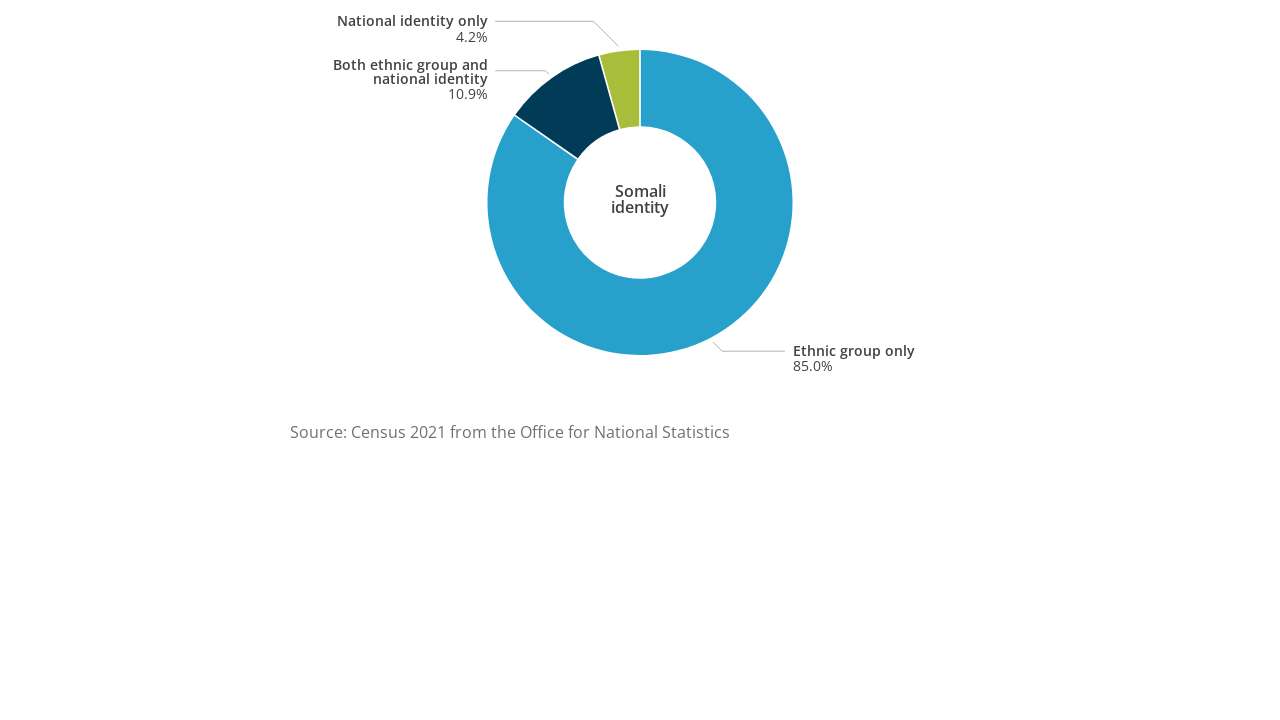 National identity only
4.2%
Both ethnic group and
national identity
10.9%
Somali
identity
Ethnic group only
85.0%
Source: Census 2021 from the Office for National Statistics